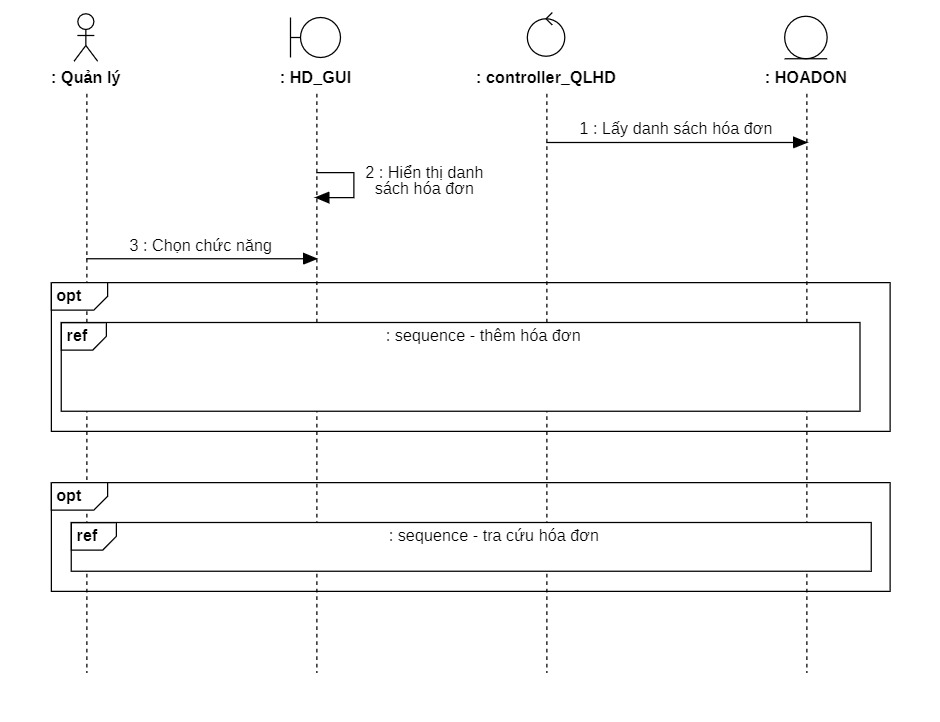 : Quản lý
: HD_GUI
: controller_QLHD
: HOADON
1 : Lấy danh sách hóa đơn
2 : Hiển thị danh
sách hóa đơn
3 : Chọn chức năng
opt
ref
: sequence - thêm hóa đơn
opt
ref
: sequence - tra cứu hóa đơn